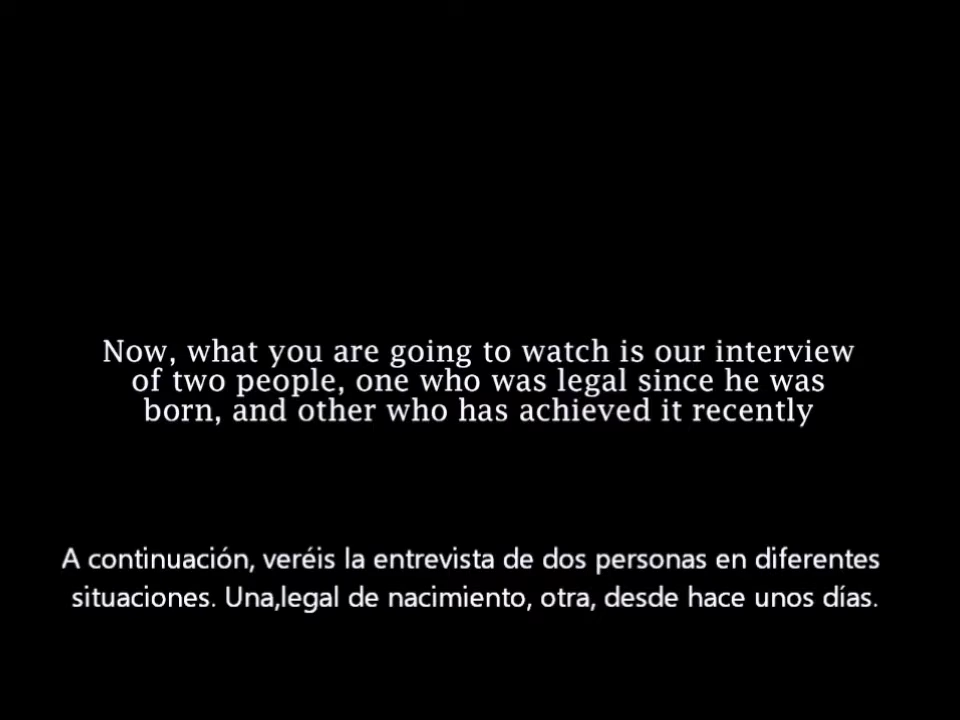 Now, what you are going to watch is our interview
of two people, one who was legal since he was
born, and other who has achieved it recently
A continuación, veréis la entrevista de dos personas en diferentes
situaciones. Una,legal de nacimiento, otra, desde hace unos días.